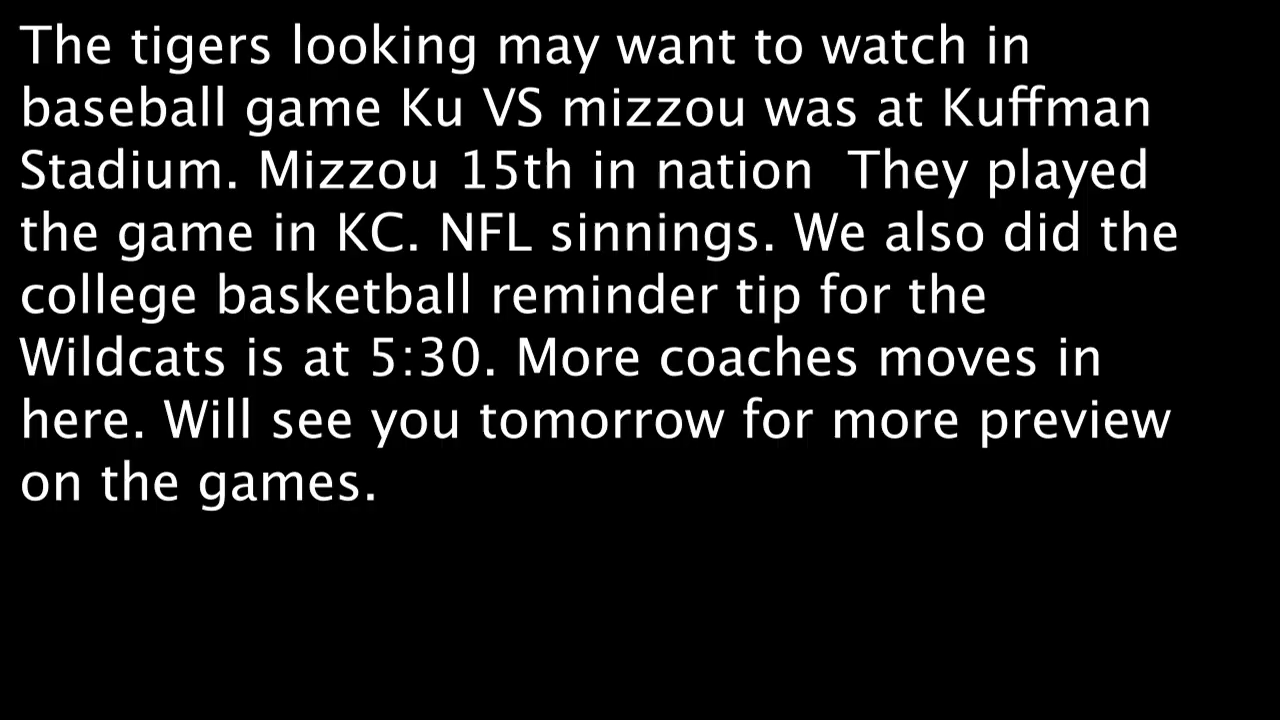 The tigers looking may want to watch in
baseball game Ku VS mizzou was at Kuffman
Stadium. Mizzou 15th in nation  They played
the game in KC. NFL sinnings. We also did the
college basketball reminder tip for the
Wildcats is at 5:30. More coaches moves in
here. Will see you tomorrow for more preview
on the games.